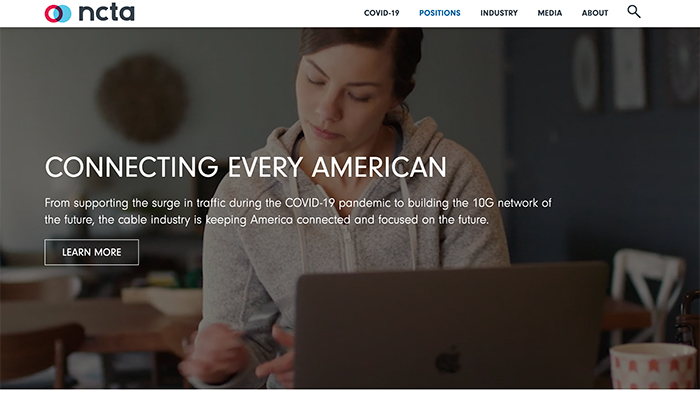 ncta
COVID-19 POSITIONS INDUSTRY MEDIA ABOUT
CONNECTING EVERY AMERICAN
From supporting the surge in traffic during the COVID-19 pandemic to building the 10G network of
the future, the cable industry is keeping America connected and focused on the future.
LEARN MORE